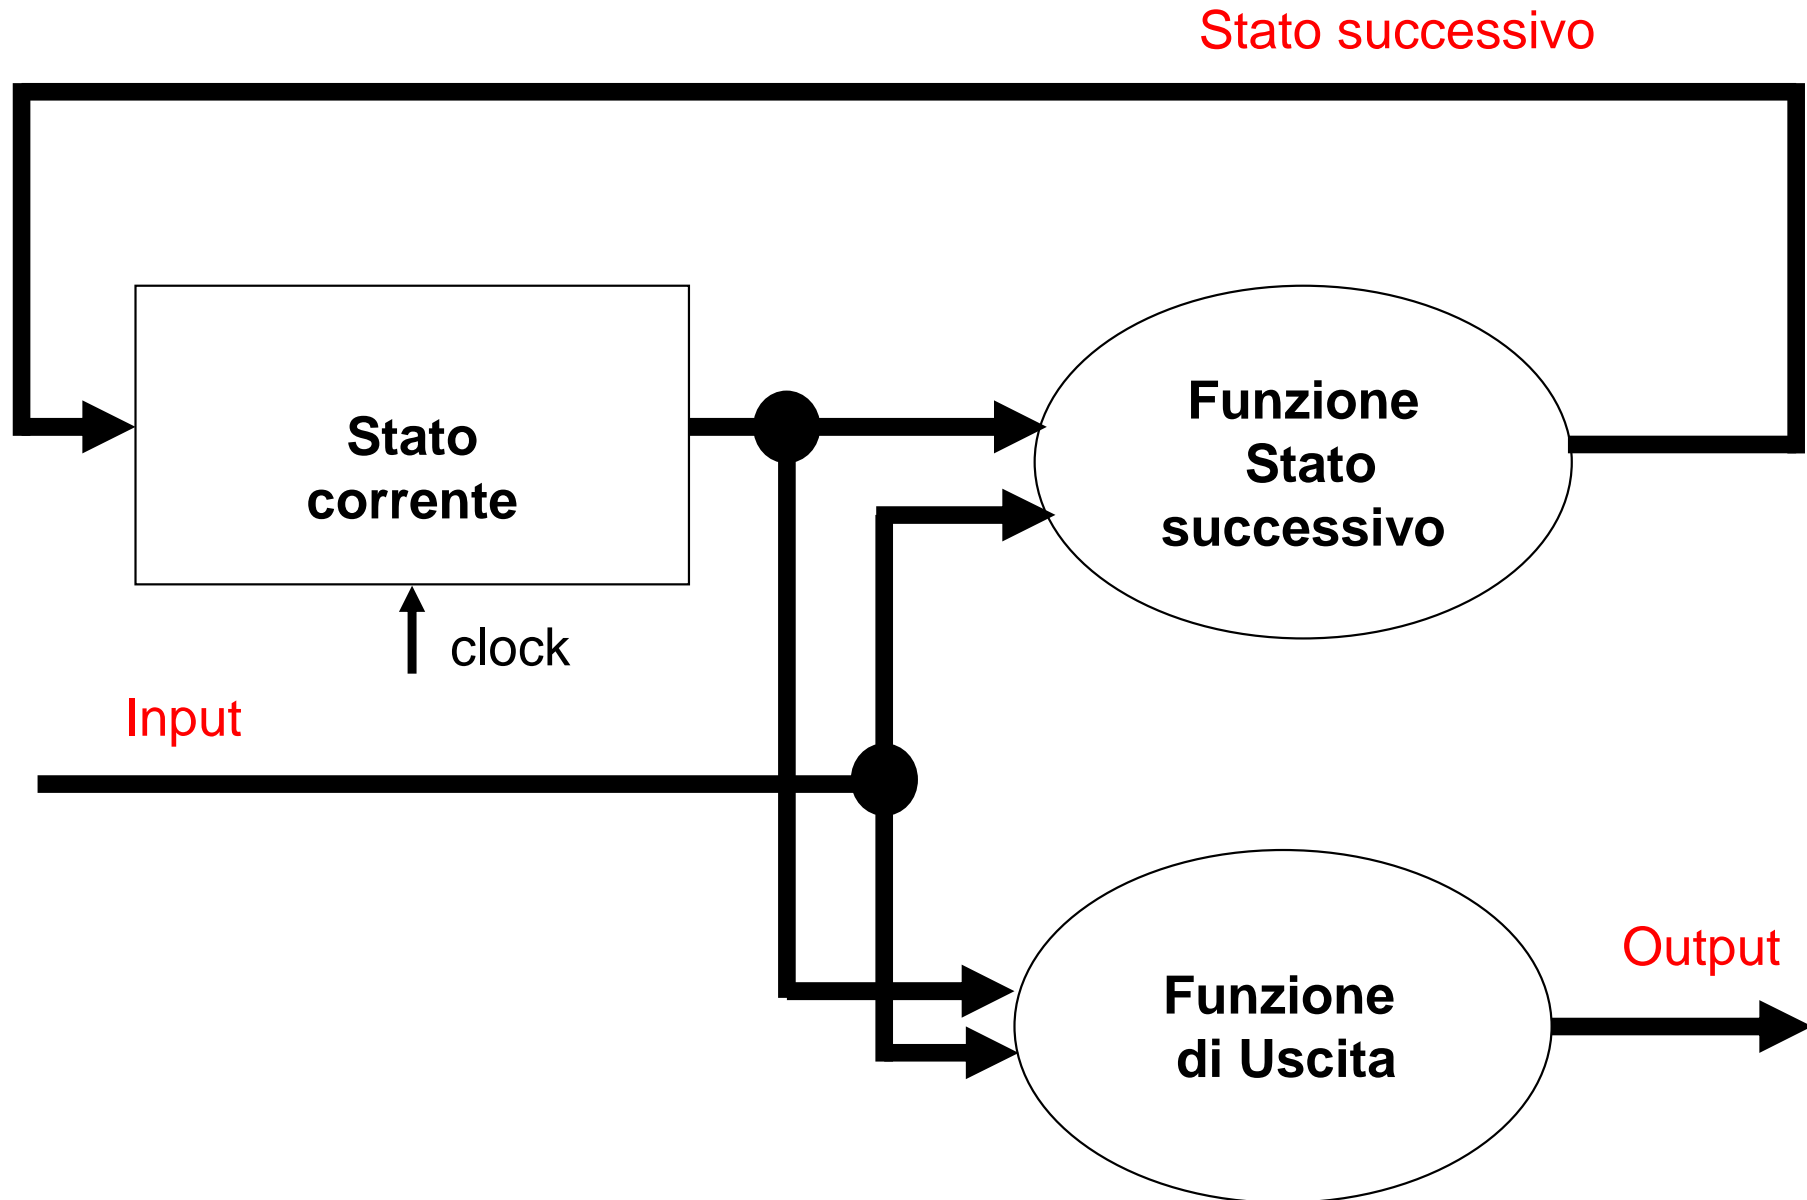 Stato successivo
Stato
corrente
Funzione
Stato
successivo
clock
Input
Output
Funzione
di Uscita